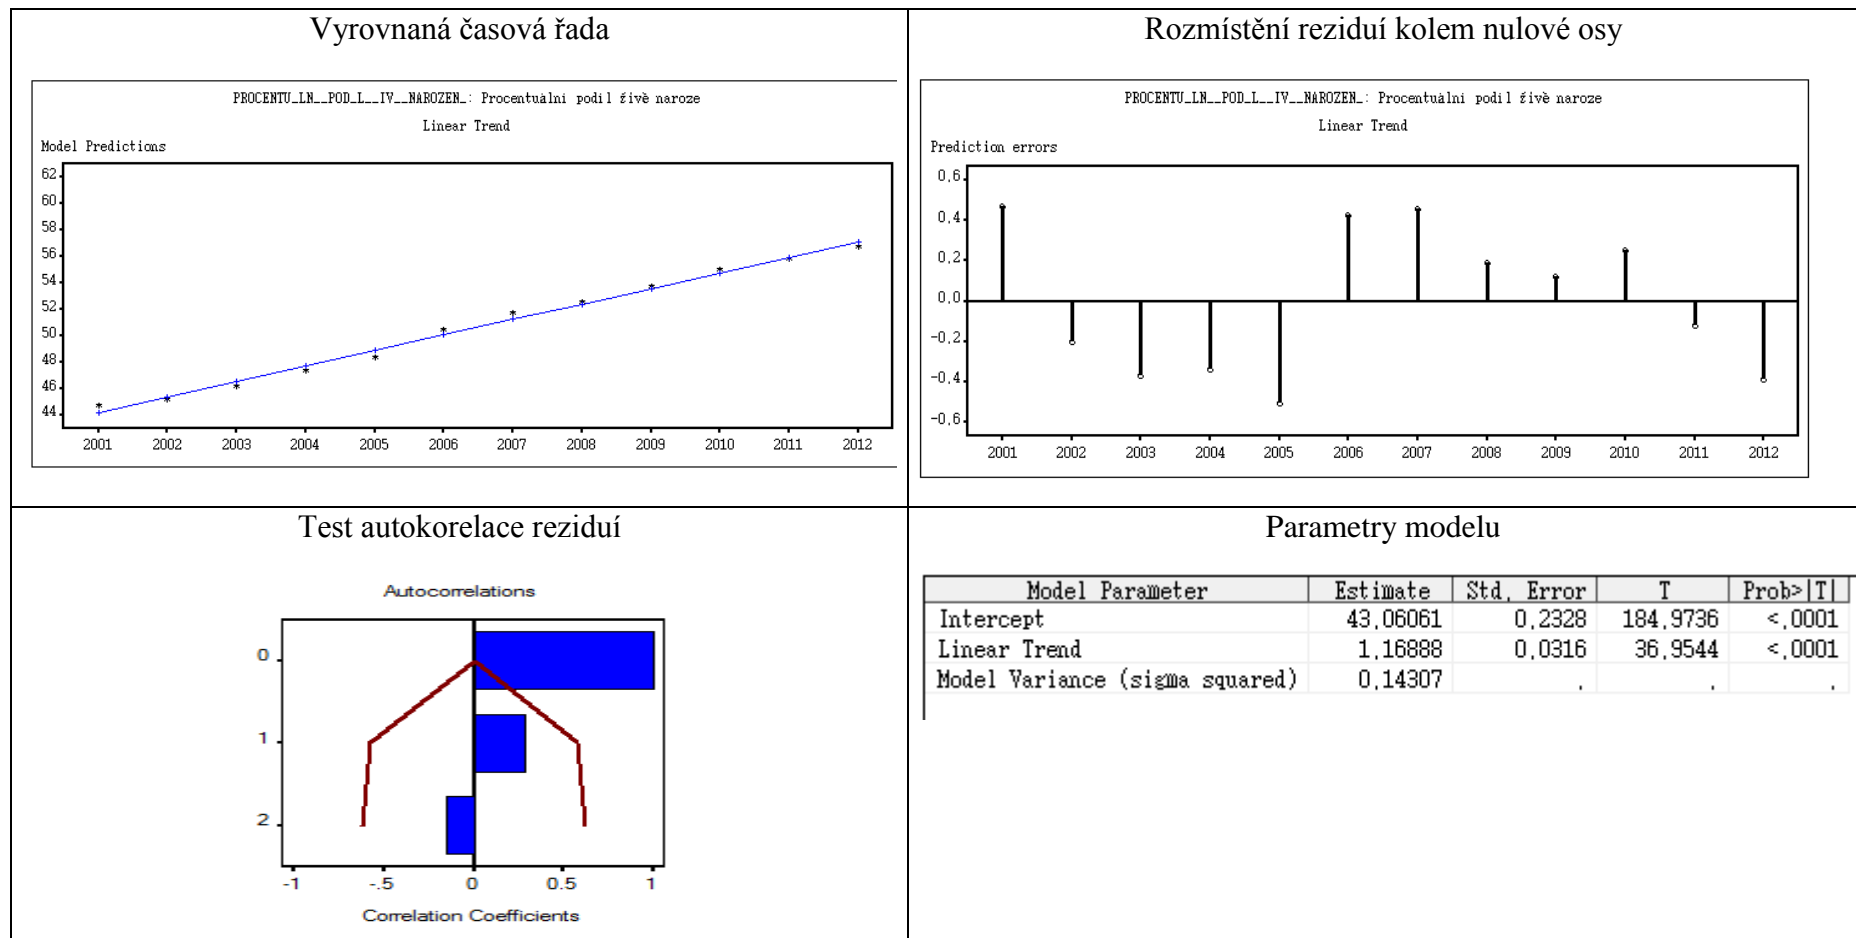 Vyrovnaná časová řada
PROCENTU_LN__POD_L__IV__NAROZEN_: Procentuální podíl živě naroze
Linear Trend
Model Predictions
62
60
58
56
54
52
50
48
46
44
2001 2002 2003 2004 2005 2006 2007 2008 2009 2010 2011 2012
Rozmístění reziduí kolem nulové osy
PROCENTU_LN__POD_L__IV__NAROZEN_: Procentuální podíl živě naroze
Linear Trend
Prediction errors
0,6
0,4
0,2
0,0
-0,2
-0,4
-0,6
2001 2002 2003 2004 2005 2006 2007 2008 2009 2010 2011 2012
Test autokorelace reziduí
Autocorrelations
0
1
2
-1 -.5 0 0.5 1
Correlation Coefficients
Parametry modelu
Model Parameter Estimate Std, Error T Prob>|T|
Intercept 43,06061 0,2328 184,9736 <,0001
Linear Trend 1,16888 0,0316 36,9544 <,0001
Model Variance (sigma squared) 0,14307 , , ,